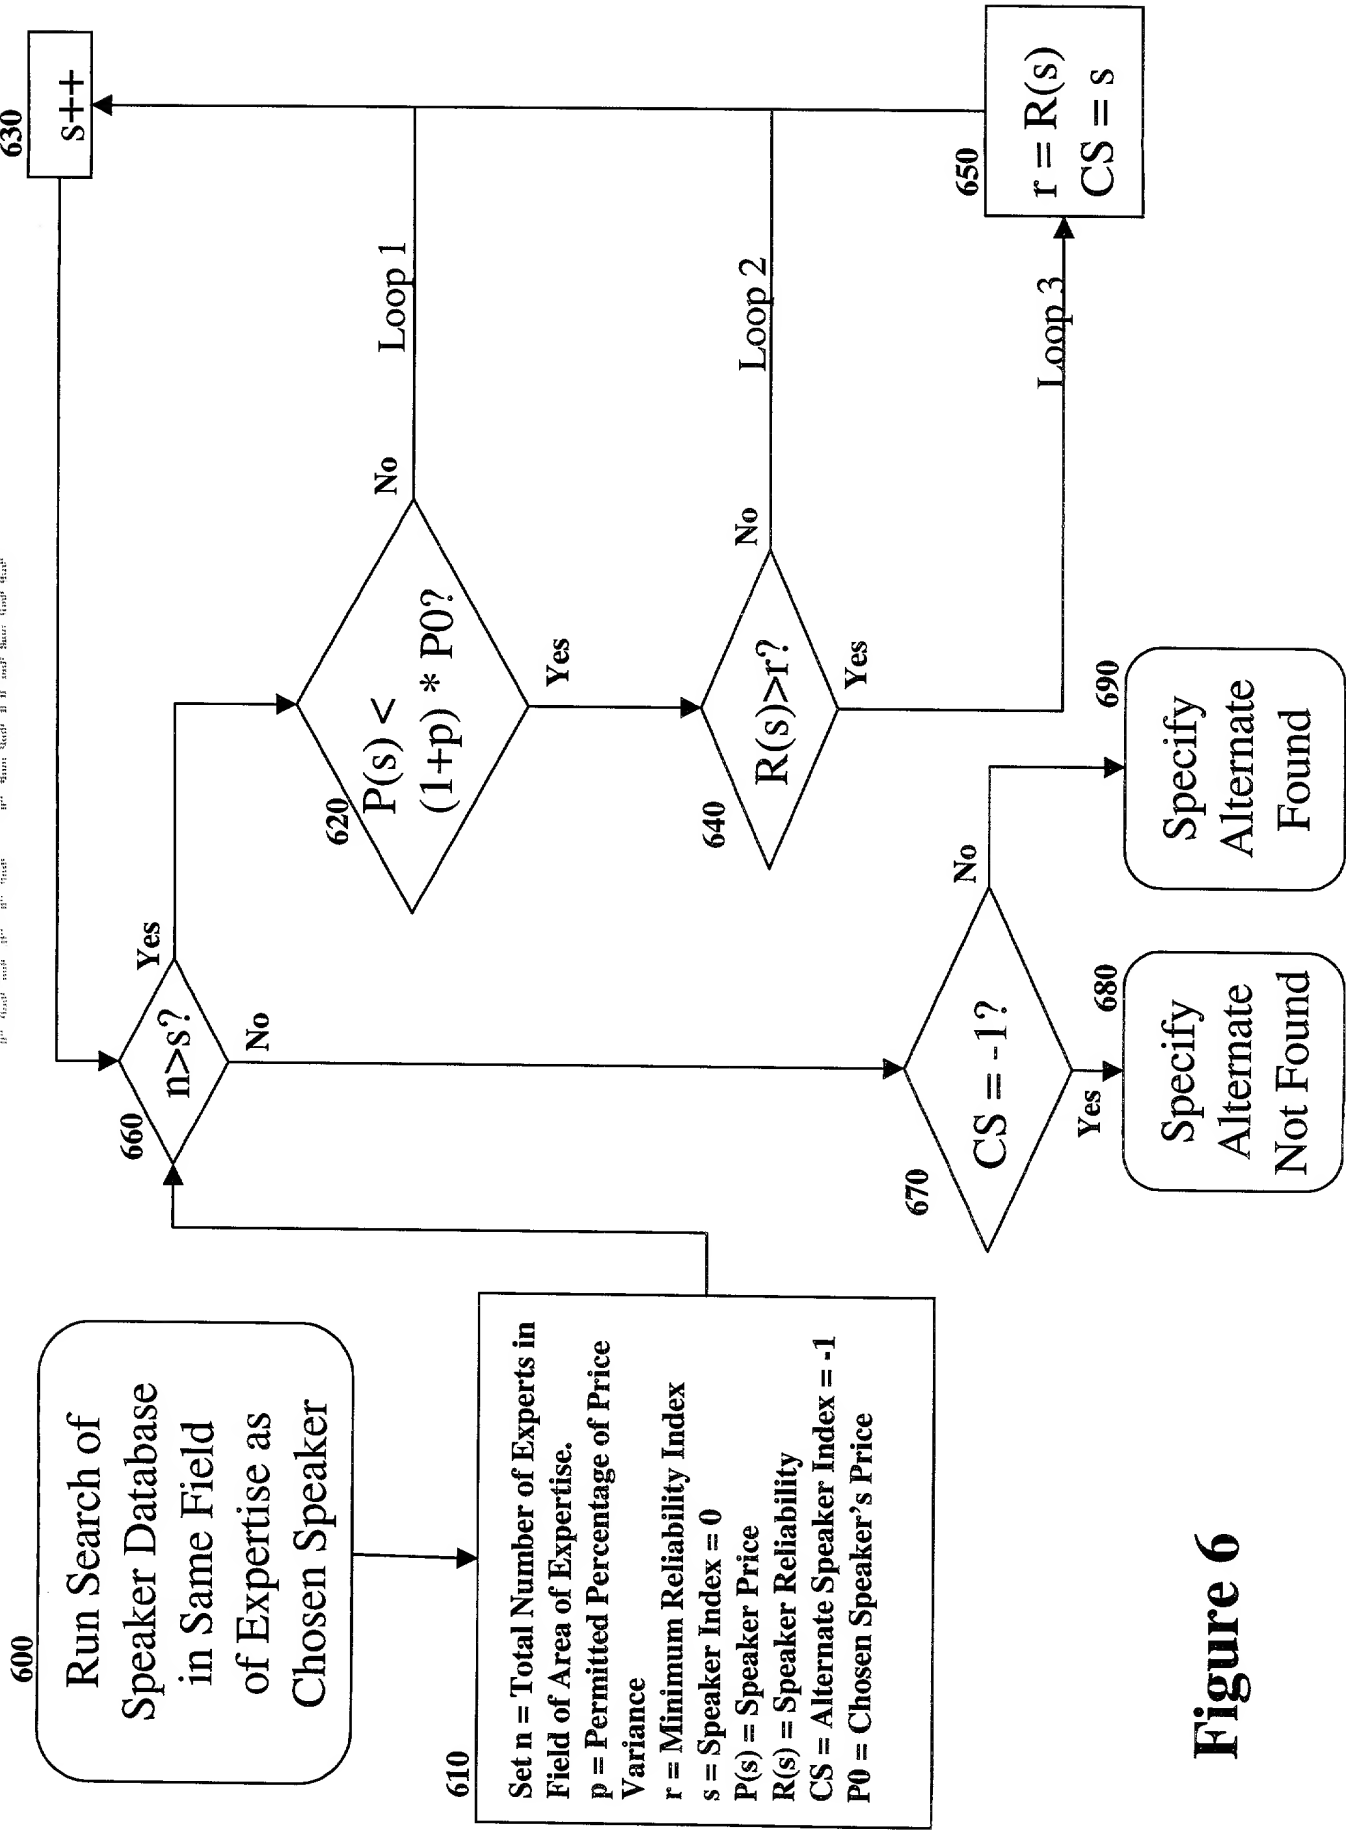 600
Run Search of
Speaker Database
in Same Field
of Expertise as
Chosen Speaker
610
Set n = Total Number of Experts in
Field of Area of Expertise.
p = Permitted Percentage of Price
Variance
r = Minimum Reliability Index
s = Speaker Index = 0
P(s) = Speaker Price
R(s) = Speaker Reliability
CS = Alternate Speaker Index = -1
P0 = Chosen Speaker's Price
660
n>s?
Yes
No
630
s++
620
P(s) <
(1+p) * P0?
No
Loop 1
Yes
640
R(s)>r?
No
Loop 2
Yes
Loop 3
650
r = R(s)
CS = s
670
CS = -1?
Yes
No
680
Specify
Alternate
Not Found
690
Specify
Alternate
Found
Figure 6